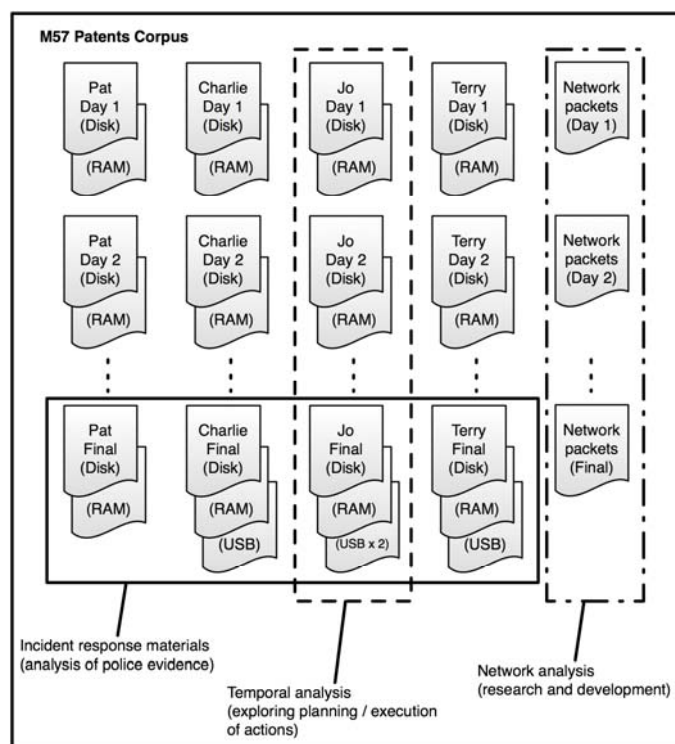 M57 Patents Corpus
Pat
Day 1
(Disk)
(RAM)
Charlie
Day 1
(Disk)
(RAM)
Jo
Day 1
(Disk)
(RAM)
Terry
Day 1
(Disk)
(RAM)
Network
packets
(Day 1)
Pat
Day 2
(Disk)
(RAM)
Charlie
Day 2
(Disk)
(RAM)
Jo
Day 2
(Disk)
(RAM)
Terry
Day 2
(Disk)
(RAM)
Network
packets
(Day 2)
Pat
Final
(Disk)
(RAM)
Charlie
Final
(Disk)
(RAM)
(USB)
Jo
Final
(Disk)
(RAM)
(USB x 2)
Terry
Final
(Disk)
(RAM)
(USB)
Network
packets
(Final)
Incident response materials
(analysis of police evidence)
Temporal analysis
(exploring planning / execution
of actions)
Network analysis
(research and development)